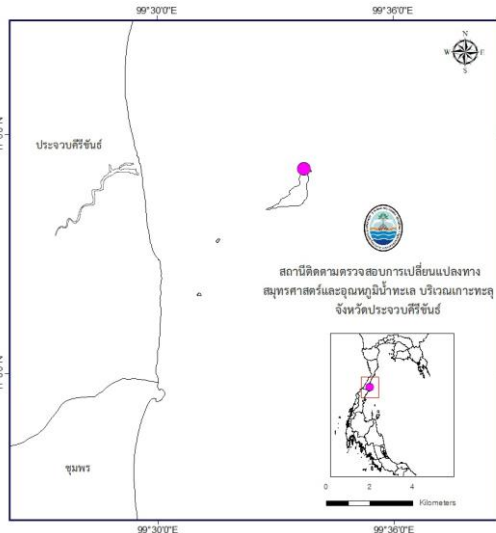 99°30'0"E 99°36'0"E
N
W E
S
ประจวบคีรีขันธ์
สถานีติดตามตรวจสอบการเปลี่ยนแปลงทาง
สมุทรศาสตร์และอุณหภูมิน้ำทะเล บริเวณเกาะทะลุ
จังหวัดประจวบคีรีขันธ์
ชุมพร
0 2 4
Kilometers
99°30'0"E 99°36'0"E